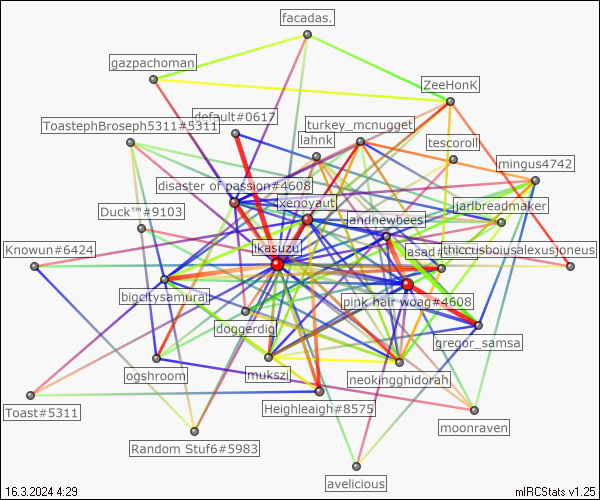 facadas.
gazpachoman
ZeeHonK
default#0617
ToastephBroseph5311#5311
turkey_mcnugget
lahnk
tescoroll
mingus4742
disaster of passion#4608
xenoyaut
jarlbreadmaker
Duck™#9103
jandnewbees
Knowun#6424
ikasuzu
asad#
thiccusboiusalexusjoneus
bigcitysamurai
pink hair woag#4608
doggerdig
gregor_samsa
ogshroom
mukszi
neokingghidorah
Toast#5311
Heighleaigh#8575
moonraven
Random Stuf6#5983
avelicious
16.3.2024 4:29
mIRCStats v1.25